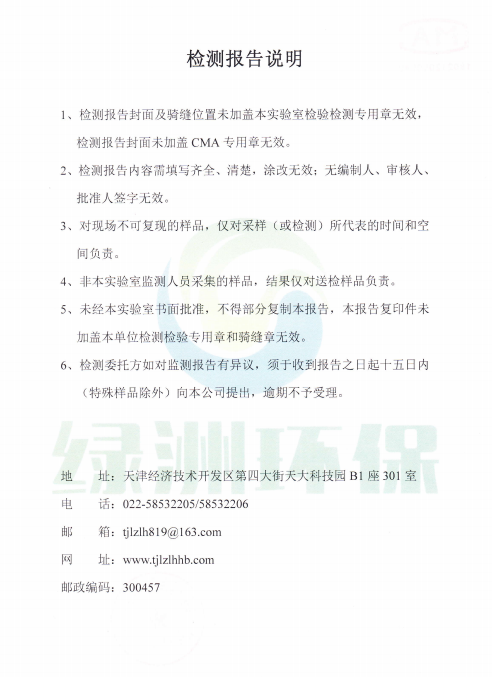 检测报告说明
1、检测报告封面及骑缝位置未加盖本实验室检验检测专用章无效，
检测报告封面未加盖 CMA 专用章无效。
2、检测报告内容需填写齐全、清楚，涂改无效；无编制人、审核人、
批准人签字无效。
3、对现场不可复现的样品，仅对采样（或检测）所代表的时间和空
间负责。
4、非本实验室监测人员采集的样品，结果仅对送检样品负责。
5、未经本实验室书面批准，不得部分复制本报告，本报告复印件未
加盖本单位检测检验专用章和骑缝章无效。
6、检测委托方如对监测报告有异议，须于收到报告之日起十五日内
（特殊样品除外）向本公司提出，逾期不予受理。
绿洲环保
地　　址：天津经济技术开发区第四大街天大科技园 B1 座 301 室
电　　话：022-58532205/58532206
邮　　箱：tjlzlh819@163.com
网　　址：www.tjlzlhhb.com
邮政编码：300457